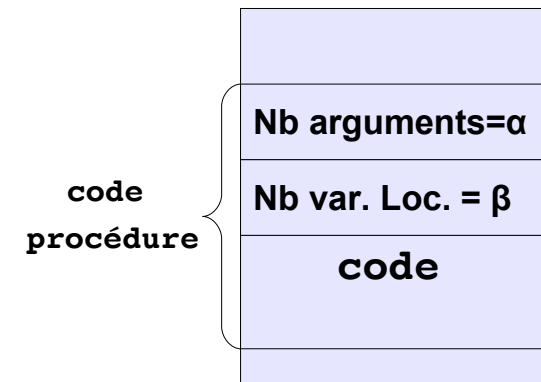 Nb arguments=α
code
procédure
Nb var. Loc. = β
code